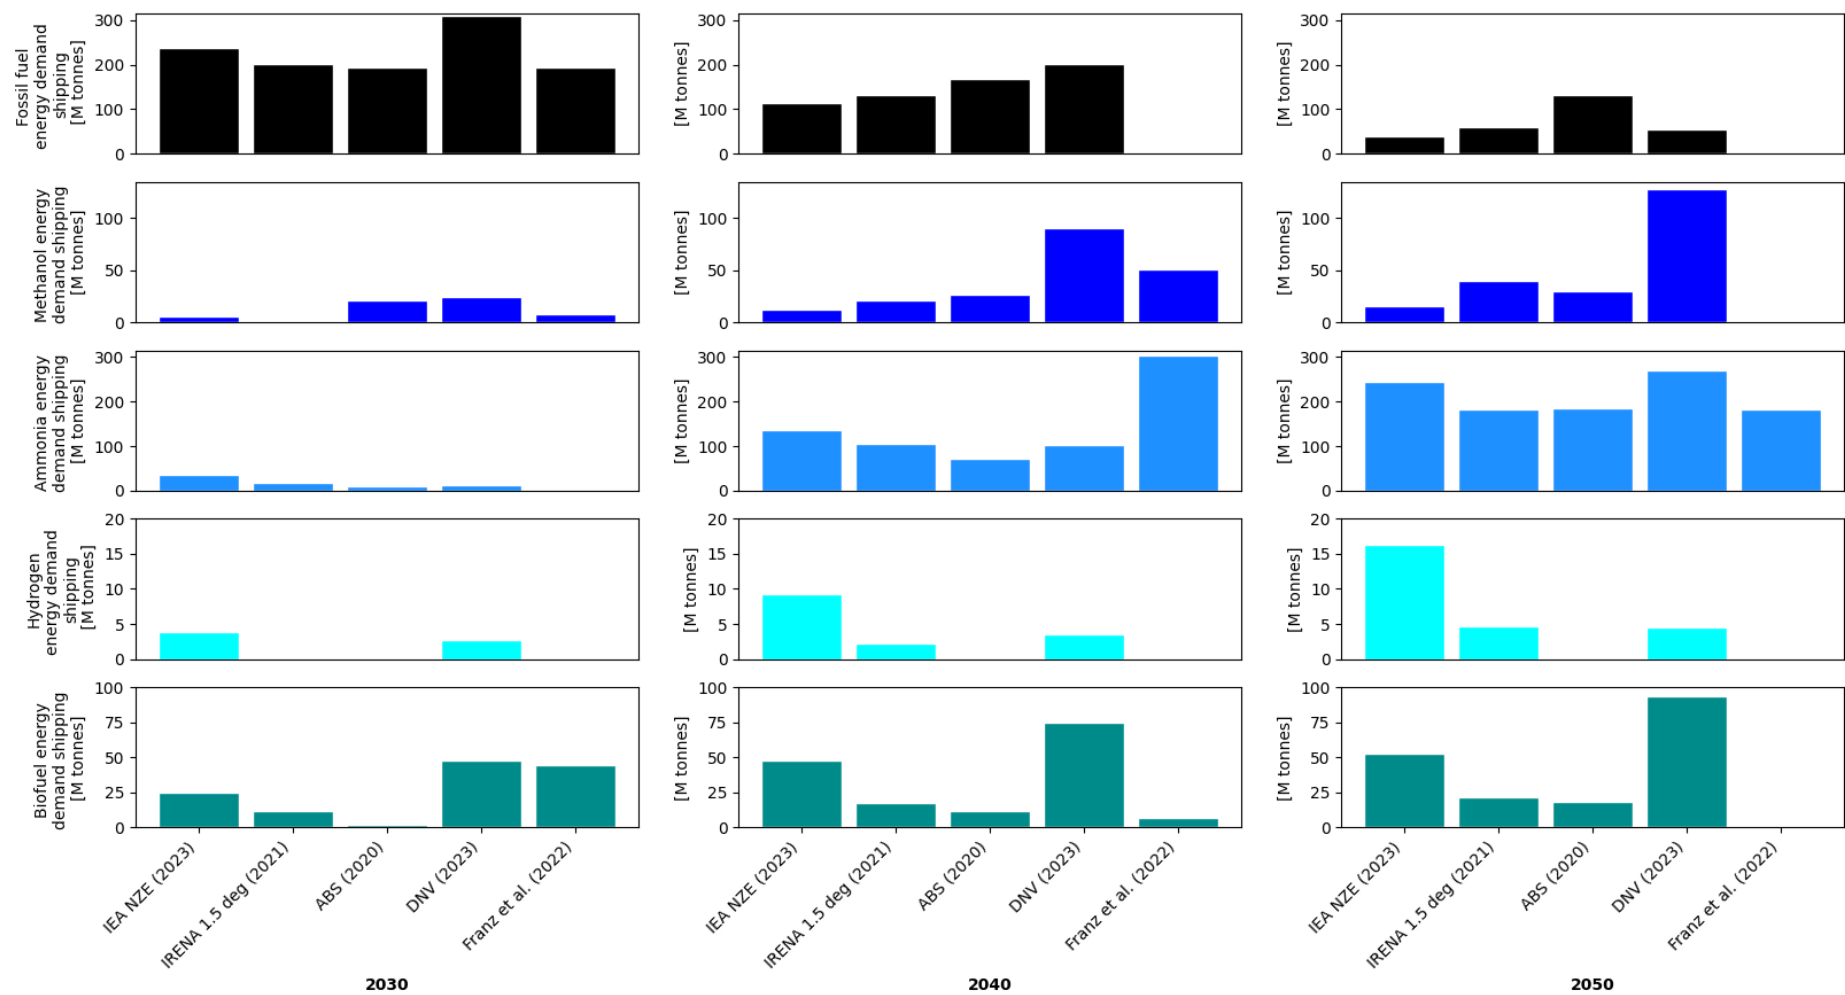 Fossil fuel
energy demand
shipping
[M tonnes]
300
200
100
0
[M tonnes]
300
200
100
0
[M tonnes]
300
200
100
0
Methanol energy
demand shipping
[M tonnes]
100
50
0
[M tonnes]
100
50
0
[M tonnes]
100
50
0
Ammonia energy
demand shipping
[M tonnes]
300
200
100
0
[M tonnes]
300
200
100
0
[M tonnes]
300
200
100
0
Hydrogen
energy demand
shipping
[M tonnes]
20
15
10
5
0
[M tonnes]
20
15
10
5
0
[M tonnes]
20
15
10
5
0
Biofuel energy
demand shipping
[M tonnes]
100
75
50
25
0
[M tonnes]
100
75
50
25
0
[M tonnes]
100
75
50
25
0
IEA NZE (2023)
IRENA 1.5 deg (2021)
ABS (2020)
DNV (2023)
Franz et al. (2022)
IEA NZE (2023)
IRENA 1.5 deg (2021)
ABS (2020)
DNV (2023)
Franz et al. (2022)
IEA NZE (2023)
IRENA 1.5 deg (2021)
ABS (2020)
DNV (2023)
Franz et al. (2022)
2030
2040
2050